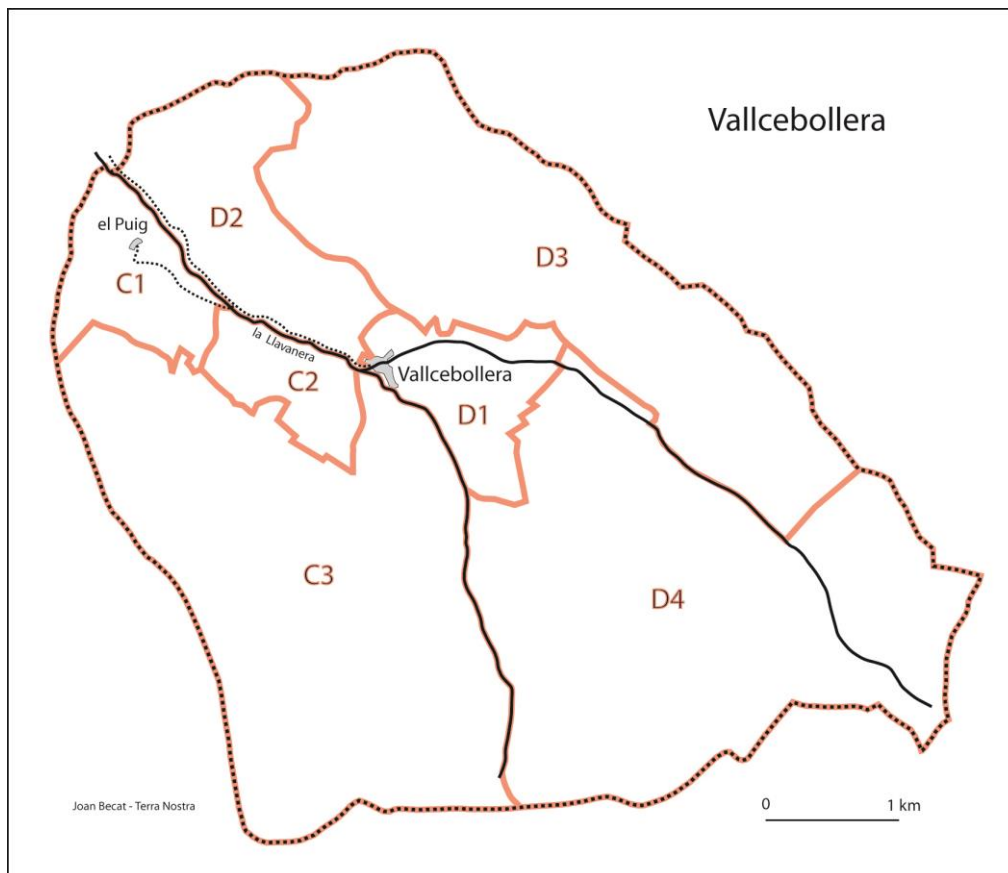 Vallcebollera
el Puig
D2
D3
C1
la Llavanera
C2
Vallcebollera
D1
C3
D4
Joan Becat - Terra Nostra
0 1 km